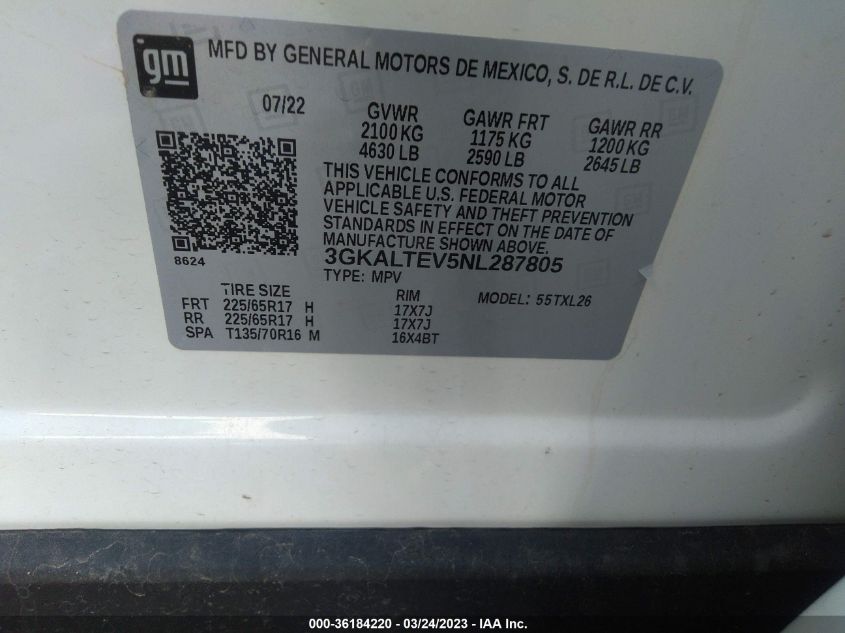 gm
MFD BY GENERAL MOTORS DE MEXICO, S. DE R.L. DE C.V.
07/22
GVWR
2100 KG
4630 LB
GAWR FRT
1175 KG
2590 LB
GAWR RR
1200 KG
2645 LB
THIS VEHICLE CONFORMS TO ALL
APPLICABLE U.S. FEDERAL MOTOR
VEHICLE SAFETY AND THEFT PREVENTION
STANDARDS IN EFFECT ON THE DATE OF
MANUFACTURE SHOWN ABOVE.
8624
3GKALTEV5NL287805
TYPE: MPV
MODEL: 55TXL26
TIRE SIZE RIM
FRT 225/65R17 H 17X7J
RR 225/65R17 H 17X7J
SPA T135/70R16 M 16X4BT
000-36184220 - 03/24/2023 - IAA Inc.